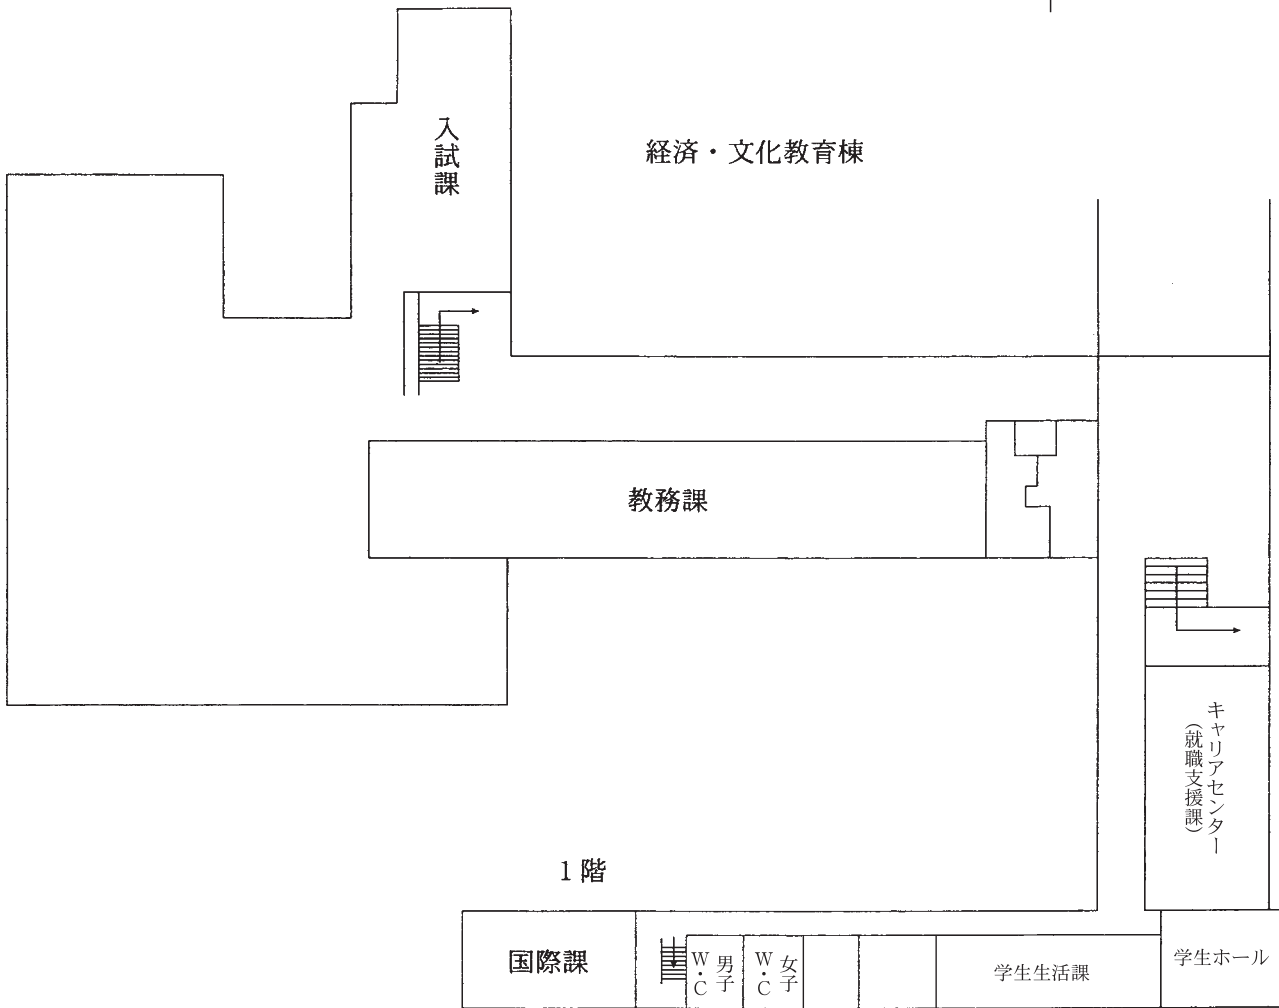 経済・文化教育棟
入試課
教務課
キャリアセンター
(就職支援課)
1階
国際課
男子
W・C
女子
W・C
学生生活課
学生ホール